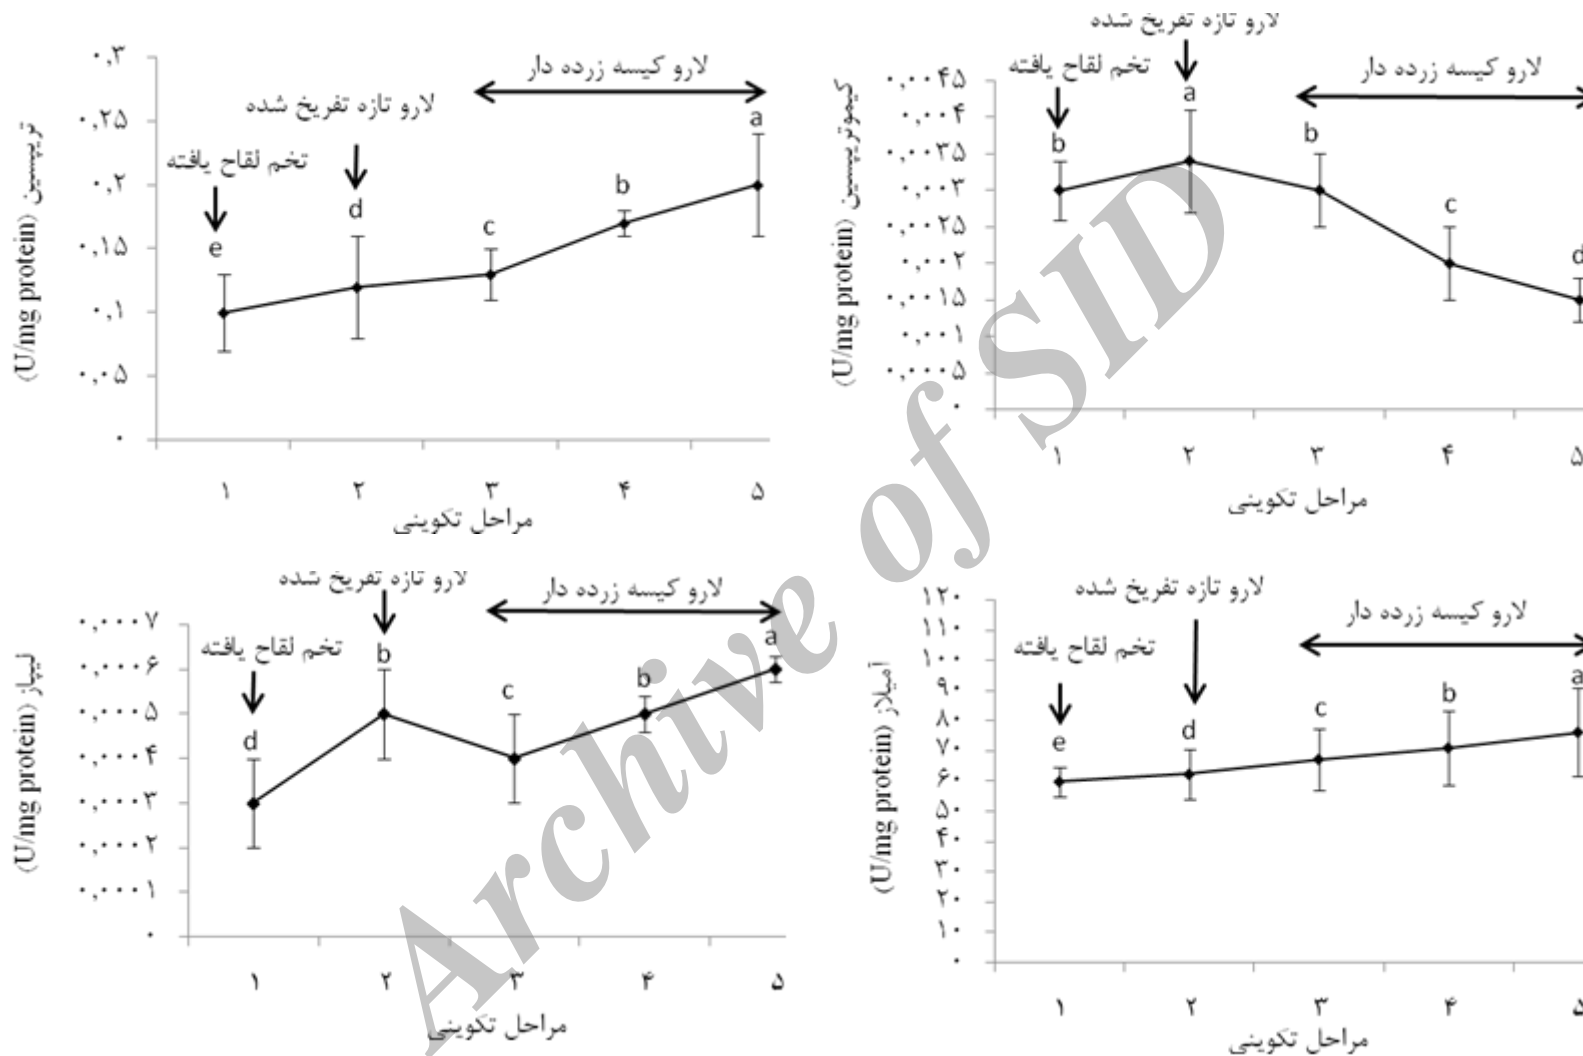 تریپسین (U/mg protein)
۰,۳
۰,۲۵
۰,۲
۰,۱۵
۰,۱
۰,۰۵
۰
لارو کیسه زرده دار
لارو تازه تفریخ شده
تخم لقاح یافته
e
d
c
b
a
۱ ۲ ۳ ۴ ۵
مراحل تکوینی
کیموتریپسین (U/mg protein)
۰,۰۰۴۵
۰,۰۰۴
۰,۰۰۳۵
۰,۰۰۳
۰,۰۰۲۵
۰,۰۰۲
۰,۰۰۱۵
۰,۰۰۱
۰,۰۰۰۵
۰
لارو تازه تفریخ شده
تخم لقاح یافته
لارو کیسه زرده دار
b
a
b
c
d
۱ ۲ ۳ ۴ ۵
مراحل تکوینی
لیپاز (U/mg protein)
۰,۰۰۰۷
۰,۰۰۰۶
۰,۰۰۰۵
۰,۰۰۰۴
۰,۰۰۰۳
۰,۰۰۰۲
۰,۰۰۰۱
۰
لارو تازه تفریخ شده
لارو کیسه زرده دار
تخم لقاح یافته
d
b
c
b
a
۱ ۲ ۳ ۴ ۵
مراحل تکوینی
آمیلاز (U/mg protein)
۱۲۰
۱۱۰
۱۰۰
۹۰
۸۰
۷۰
۶۰
۵۰
۴۰
۳۰
۲۰
۱۰
۰
لارو تازه تفریخ شده
لارو کیسه زرده دار
تخم لقاح یافته
e
d
c
b
a
۱ ۲ ۳ ۴ ۵
مراحل تکوینی
Archive of SID